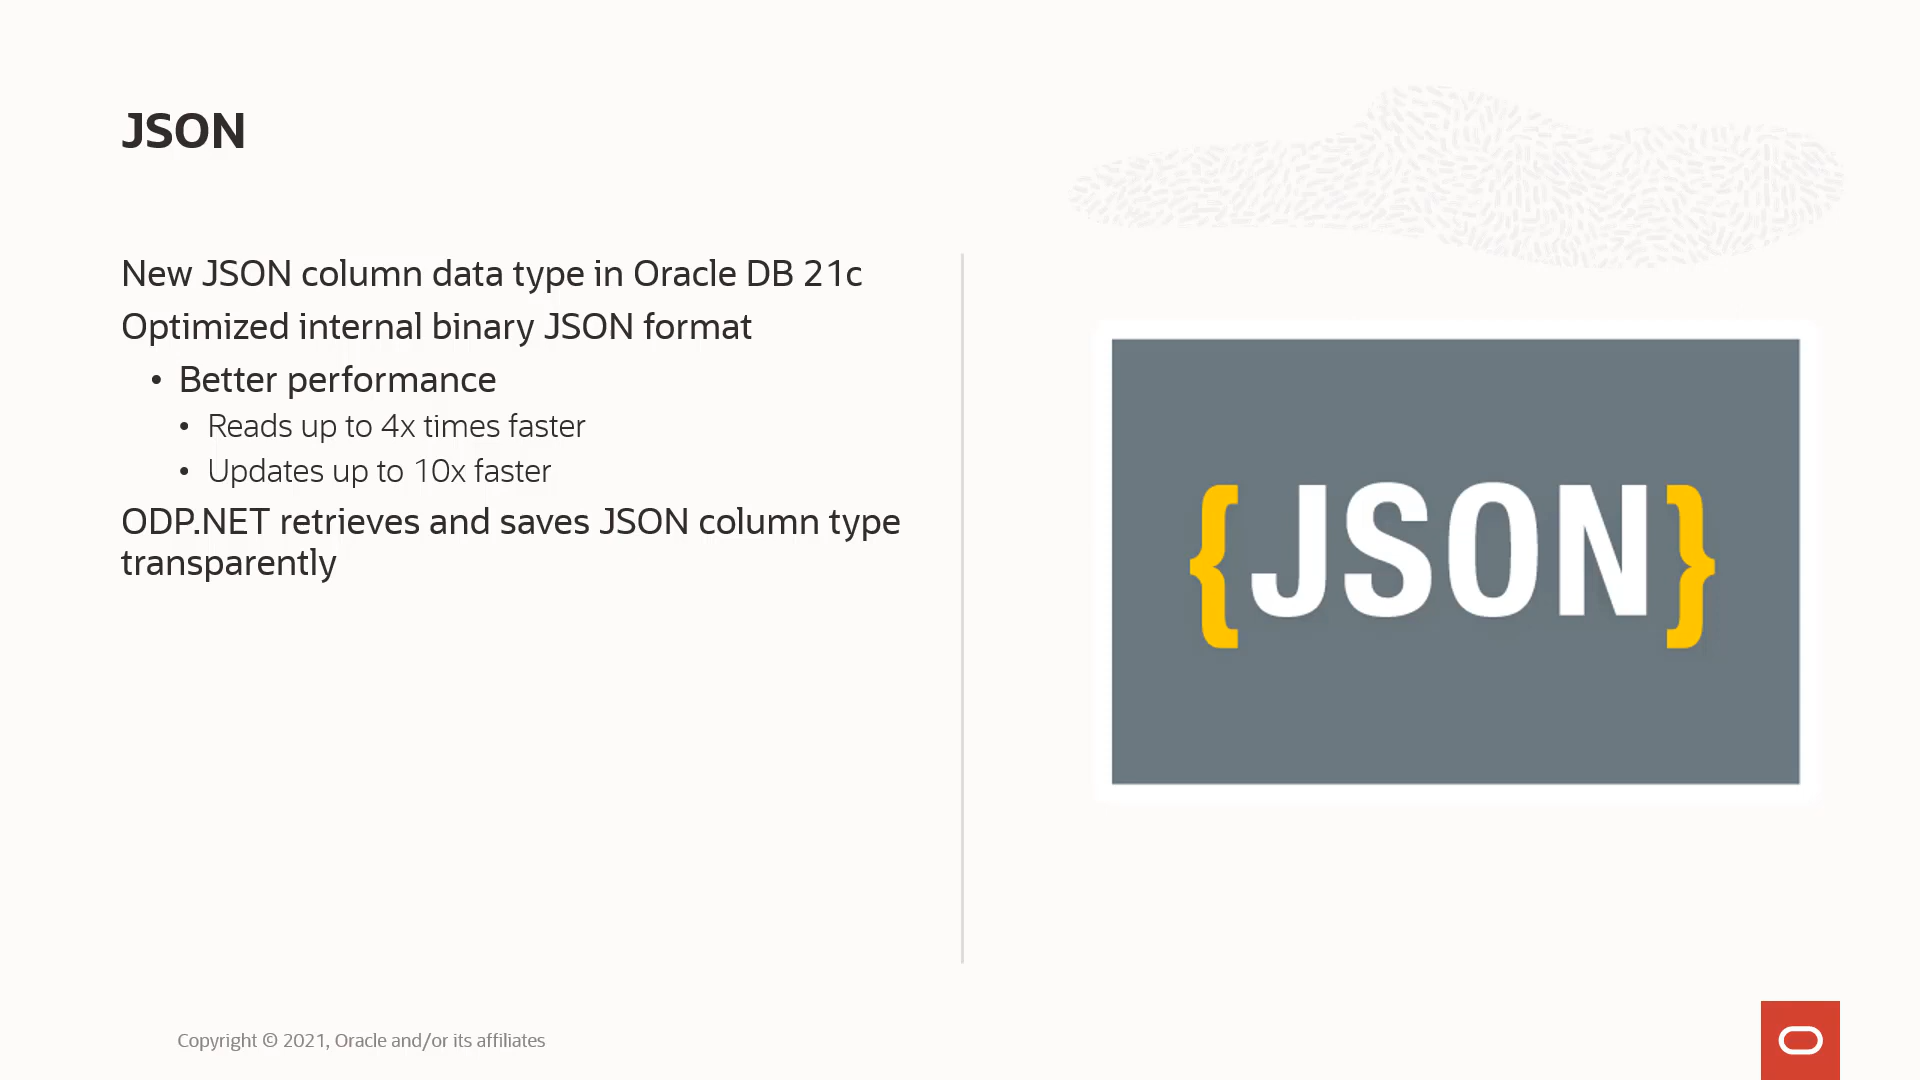 JSON
New JSON column data type in Oracle DB 21c
Optimized internal binary JSON format
• Better performance
• Reads up to 4x times faster
• Updates up to 10x faster
ODP.NET retrieves and saves JSON column type
transparently
{JSON}
Copyright © 2021, Oracle and/or its affiliates